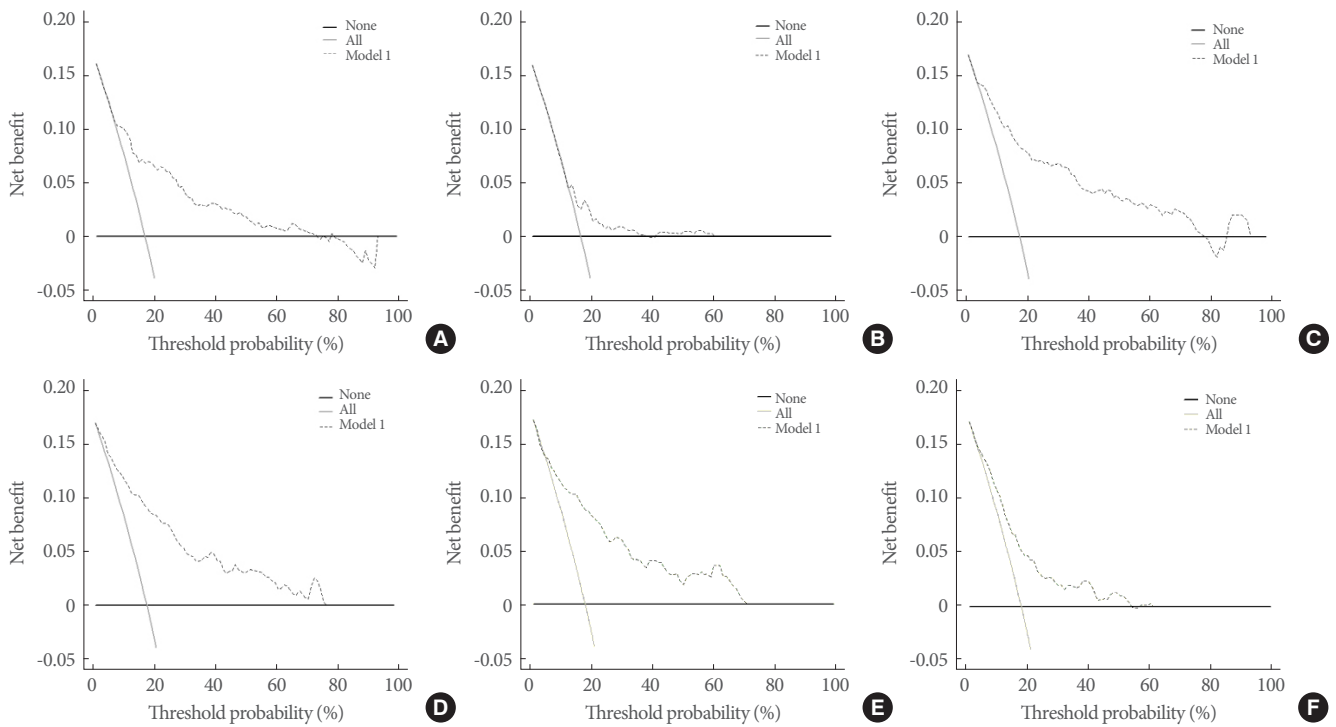 0.20
0.15
0.10
0.05
0
-0.05
Net benefit
None
All
Model 1
0 20 40 60 80 100
Threshold probability (%)
A
0.20
0.15
0.10
0.05
0
-0.05
Net benefit
None
All
Model 1
0 20 40 60 80 100
Threshold probability (%)
B
0.20
0.15
0.10
0.05
0
-0.05
Net benefit
None
All
Model 1
0 20 40 60 80 100
Threshold probability (%)
C
0.20
0.15
0.10
0.05
0
-0.05
Net benefit
None
All
Model 1
0 20 40 60 80 100
Threshold probability (%)
D
0.20
0.15
0.10
0.05
0
-0.05
Net benefit
None
All
Model 1
0 20 40 60 80 100
Threshold probability (%)
E
0.20
0.15
0.10
0.05
0
-0.05
Net benefit
None
All
Model 1
0 20 40 60 80 100
Threshold probability (%)
F